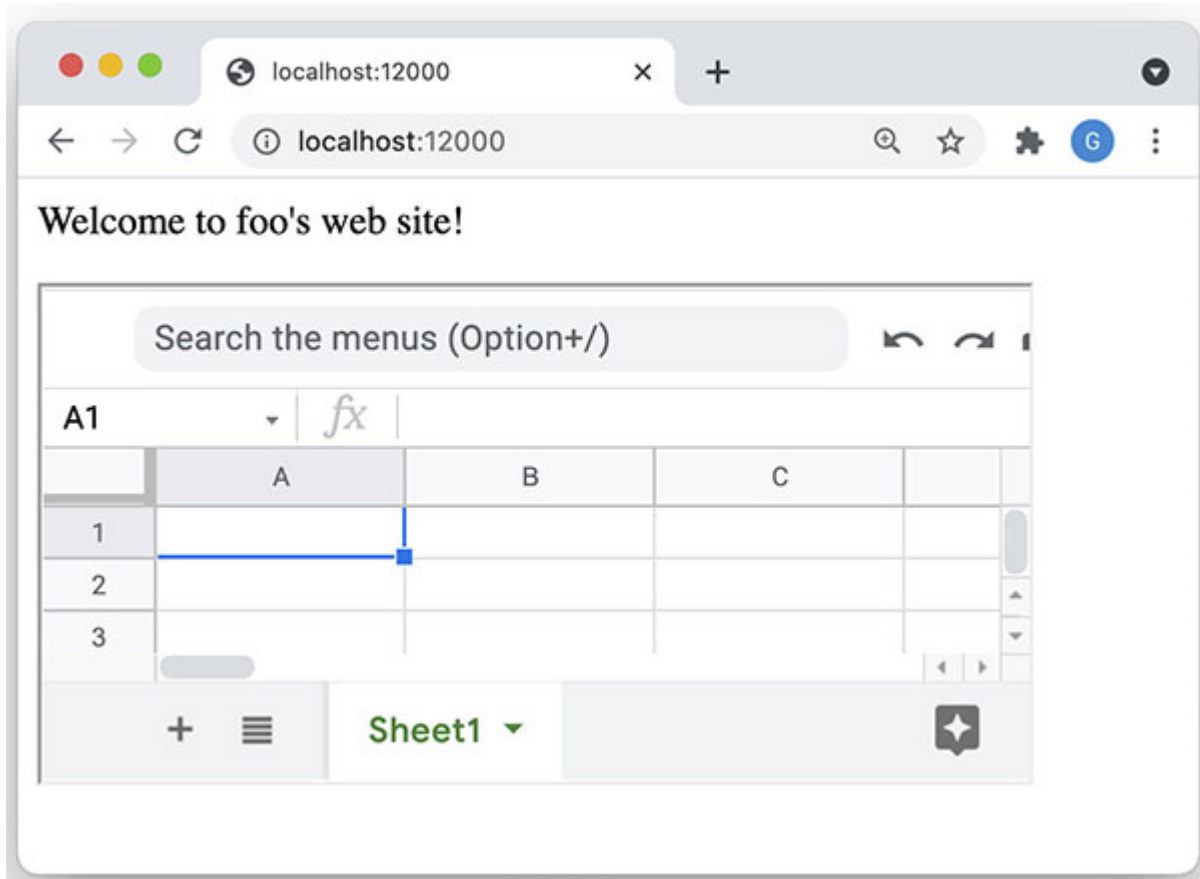 localhost:12000
localhost:12000
G
Welcome to foo's web site!
Search the menus (Option+/)
A1 fx
A B C
1
2
3
Sheet1